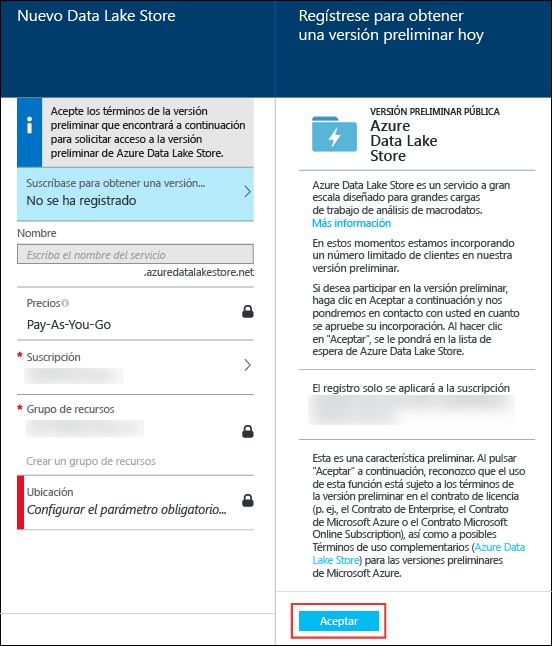 Nuevo Data Lake Store
Acepte los términos de la versión
preliminar que encontrará a continuación
para solicitar acceso a la versión
preliminar de Azure Data Lake Store.
Suscríbase para obtener una versión...
No se ha registrado
Nombre
Escriba el nombre del servicio
.azuredatalakestore.net
Precios
Pay-As-You-Go
* Suscripción
* Grupo de recursos
Crear un grupo de recursos
Ubicación
Configurar el parámetro obligatorio...
Regístrese para obtener
una versión preliminar hoy
VERSIÓN PRELIMINAR PÚBLICA
Azure
Data Lake
Store
Azure Data Lake Store es un servicio a gran
escala diseñado para grandes cargas
de trabajo de análisis de macrodatos.
Más información
En estos momentos estamos incorporando
un número limitado de clientes en nuestra
versión preliminar.
Si desea participar en la versión preliminar,
haga clic en Aceptar a continuación y nos
pondremos en contacto con usted en cuanto
se apruebe su incorporación. Al hacer clic
en "Aceptar", se le pondrá en la lista de
espera de Azure Data Lake Store.
El registro solo se aplicará a la suscripción
Esta es una característica preliminar. Al pulsar
"Aceptar" a continuación, reconozco que el uso
de esta función está sujeto a los términos de
la versión preliminar en el contrato de licencia
(p. ej., el Contrato de Enterprise, el Contrato
de Microsoft Azure o el Contrato Microsoft
Online Subscription), así como a posibles
Términos de uso complementarios (Azure Data
Lake Store) para las versiones preliminares
de Microsoft Azure.
Aceptar